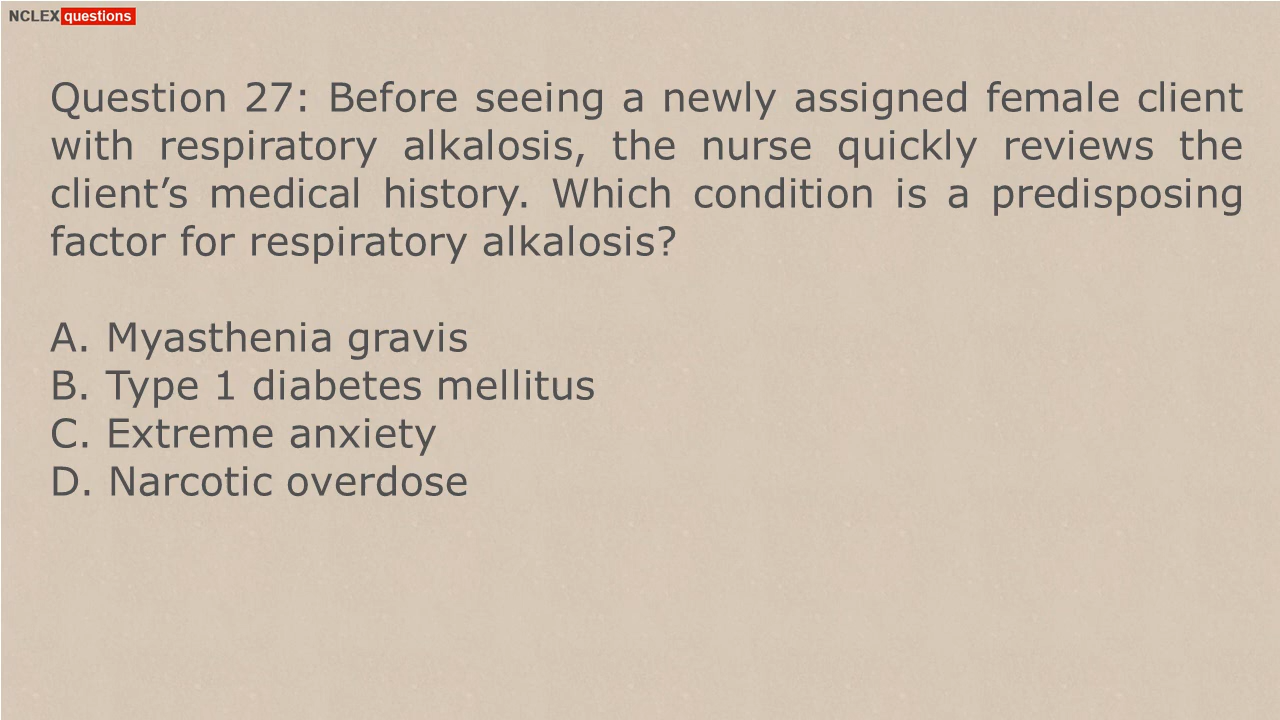 NCLEX questions
Question 27: Before seeing a newly assigned female client
with respiratory alkalosis, the nurse quickly reviews the
client’s medical history. Which condition is a predisposing
factor for respiratory alkalosis?
A. Myasthenia gravis
B. Type 1 diabetes mellitus
C. Extreme anxiety
D. Narcotic overdose